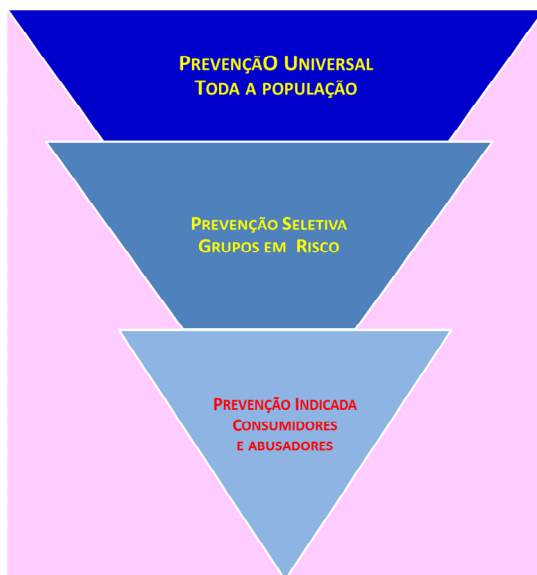 PREVENÇÃO UNIVERSAL
TODA A POPULAÇÃO
PREVENÇÃO SELETIVA
GRUPOS EM RISCO
PREVENÇÃO INDICADA
CONSUMIDORES
E ABUSADORES